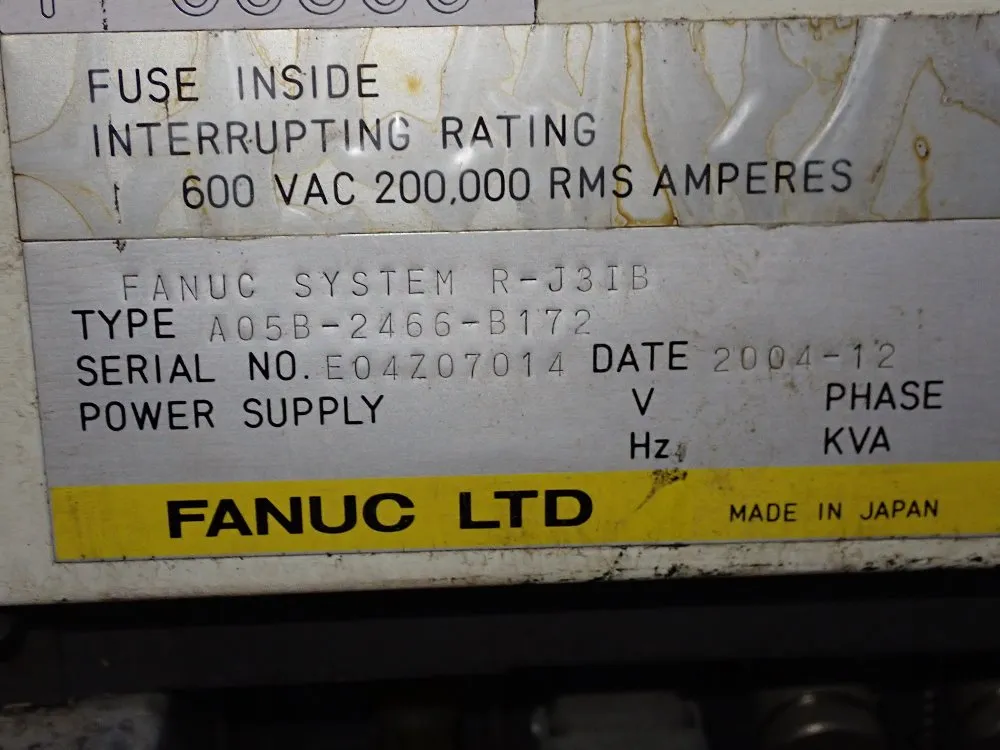 FUSE INSIDE
INTERRUPTING RATING
600 VAC 200,000 RMS AMPERES
FANUC SYSTEM R-J3IB
TYPE A05B-2466-B172
SERIAL NO. E04Z07014 DATE 2004-12
POWER SUPPLY V PHASE
Hz KVA
FANUC LTD MADE IN JAPAN